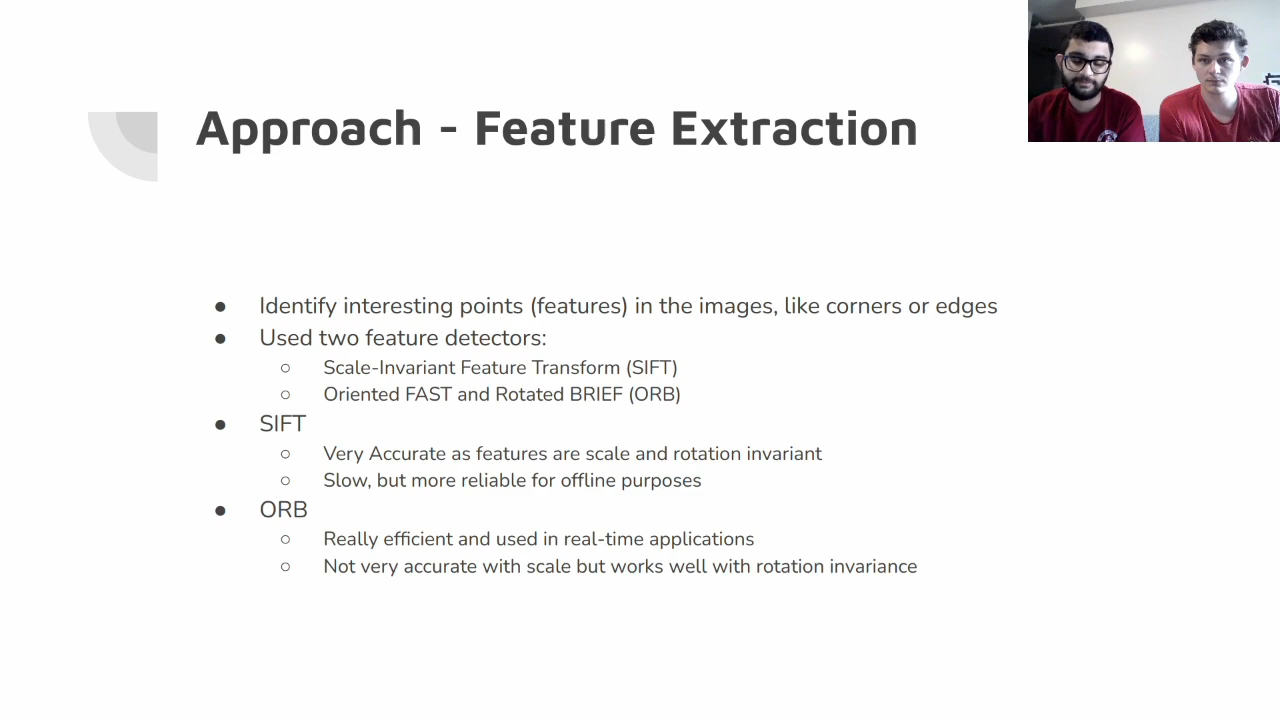 Approach - Feature Extraction
● Identify interesting points (features) in the images, like corners or edges
● Used two feature detectors:
○ Scale-Invariant Feature Transform (SIFT)
○ Oriented FAST and Rotated BRIEF (ORB)
● SIFT
○ Very Accurate as features are scale and rotation invariant
○ Slow, but more reliable for offline purposes
● ORB
○ Really efficient and used in real-time applications
○ Not very accurate with scale but works well with rotation invariance